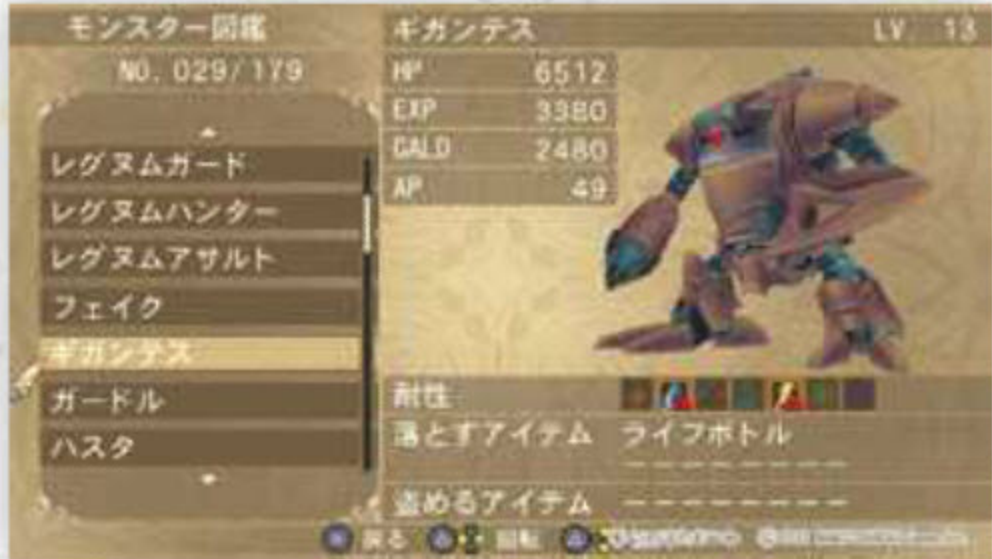 モンスター図鑑
NO. 029/179
レグヌムガード
レグヌムハンター
レグヌムアサルト
フェイク
ギガンテス
ガードル
ハスタ
ギガンテス LV. 13
HP 6512
EXP 3380
GALD 2480
AP. 49
耐性
落とすアイテム ライフボトル
--------
盗めるアイテム --------
戻る 回転